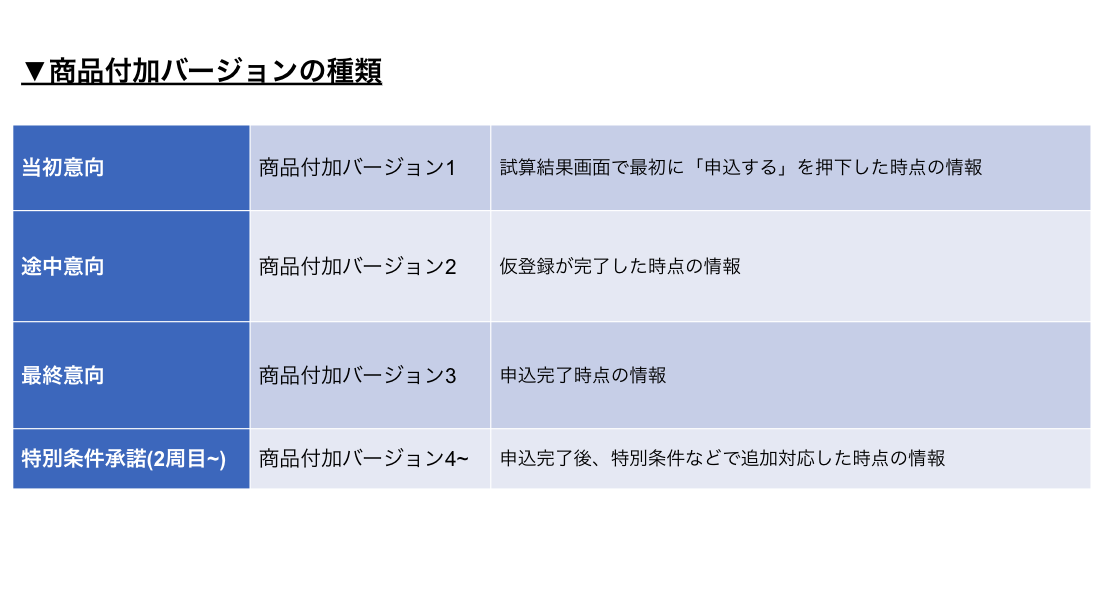 ▼商品付加バージョンの種類
当初意向 商品付加バージョン1 試算結果画面で最初に「申込する」を押下した時点の情報
途中意向 商品付加バージョン2 仮登録が完了した時点の情報
最終意向 商品付加バージョン3 申込完了時点の情報
特別条件承諾(2周目~) 商品付加バージョン4~ 申込完了後、特別条件などで追加対応した時点の情報